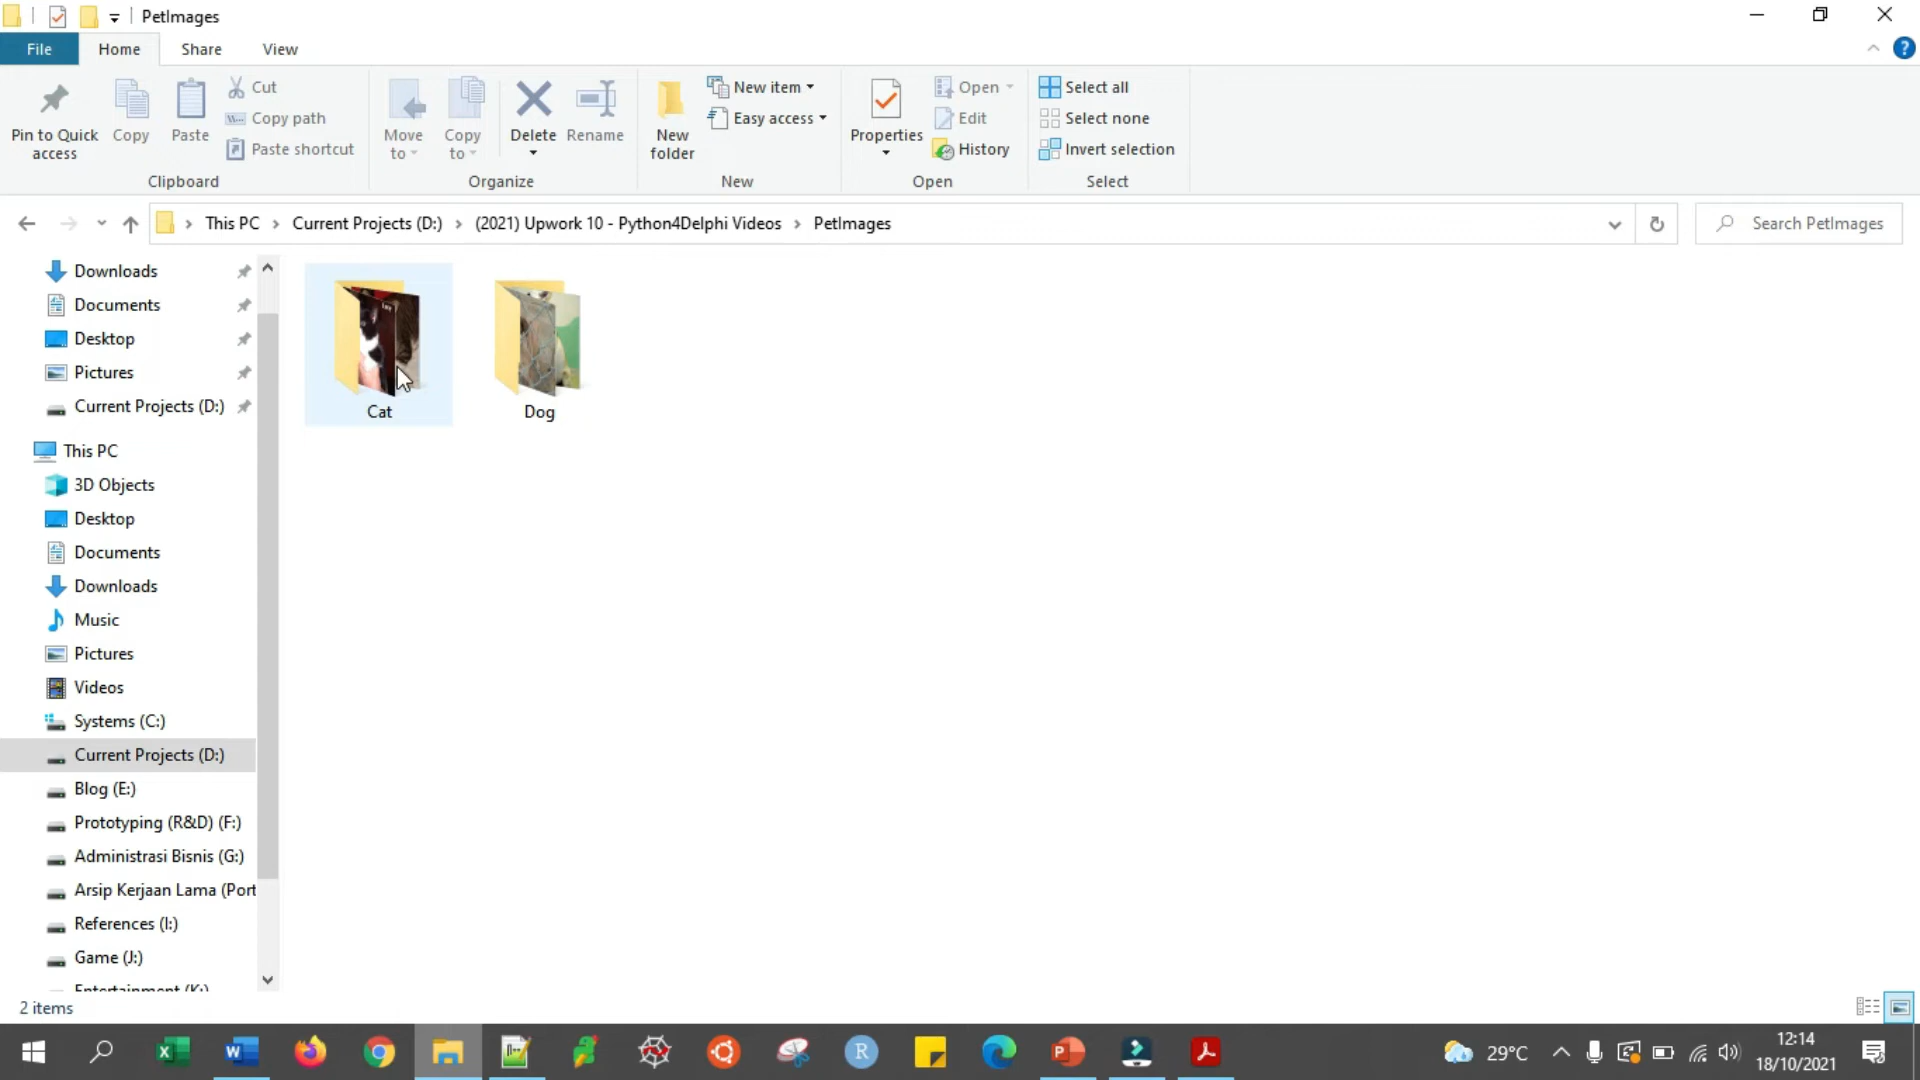 PetImages
File Home Share View
Pin to Quick access
Copy
Paste
Cut
Copy path
Paste shortcut
Clipboard
Move to
Copy to
Delete
Rename
Organize
New folder
New item
Easy access
New
Properties
Open
Edit
History
Open
Select all
Select none
Invert selection
Select
This PC > Current Projects (D:) > (2021) Upwork 10 - Python4Delphi Videos > PetImages
Search PetImages
Downloads
Documents
Desktop
Pictures
Current Projects (D:)
This PC
3D Objects
Desktop
Documents
Downloads
Music
Pictures
Videos
Systems (C:)
Current Projects (D:)
Blog (E:)
Prototyping (R&D) (F:)
Administrasi Bisnis (G:)
Arsip Kerjaan Lama (Port
References (I:)
Game (J:)
Entertainment (K:)
Cat
Dog
2 items
29°C
12:14
18/10/2021